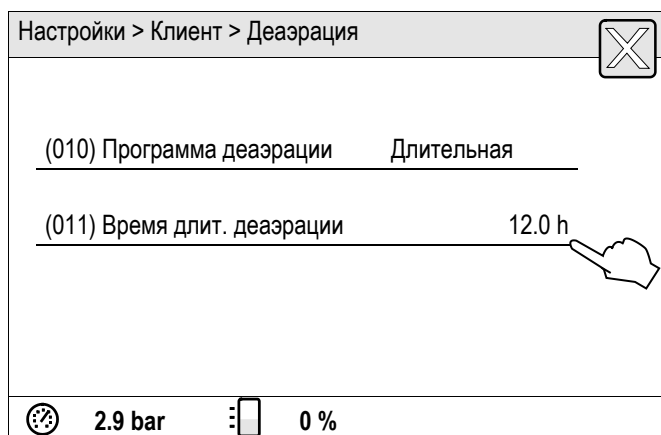 Настройки > Клиент > Деаэрация
(010) Программа деаэрации Длительная
(011) Время длит. деаэрации 12.0 h
2.9 bar 0 %